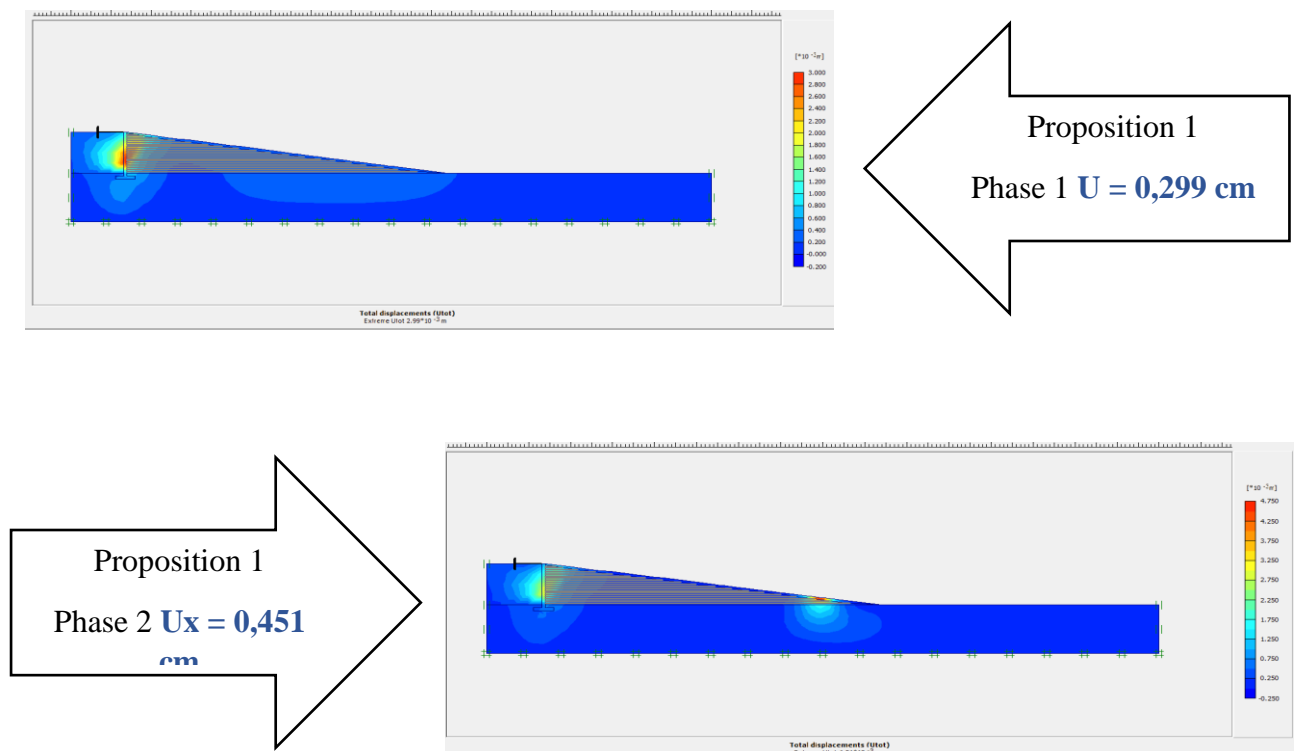 [*10 -3m]
3.000
2.800
2.600
2.400
2.200
2.000
1.800
1.600
1.400
1.200
1.000
0.800
0.600
0.400
0.200
-0.000
-0.200
Total displacements (Utot)
Extreme Utot 2.99*10 -3 m
Proposition 1
Phase 1 U = 0,299 cm
Proposition 1
Phase 2 Ux = 0,451
cm
[*10 -3m]
4.750
4.250
3.750
3.250
2.750
2.250
1.750
1.250
0.750
0.250
-0.250
Total displacements (Utot)